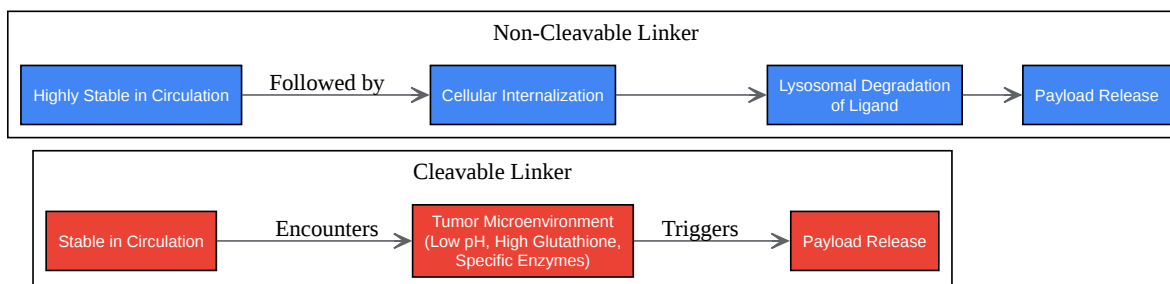 Non-Cleavable Linker
Highly Stable in Circulation
Followed by
Cellular Internalization
Lysosomal Degradation
of Ligand
Payload Release
Cleavable Linker
Stable in Circulation
Encounters
Tumor Microenvironment
(Low pH, High Glutathione,
Specific Enzymes)
Triggers
Payload Release